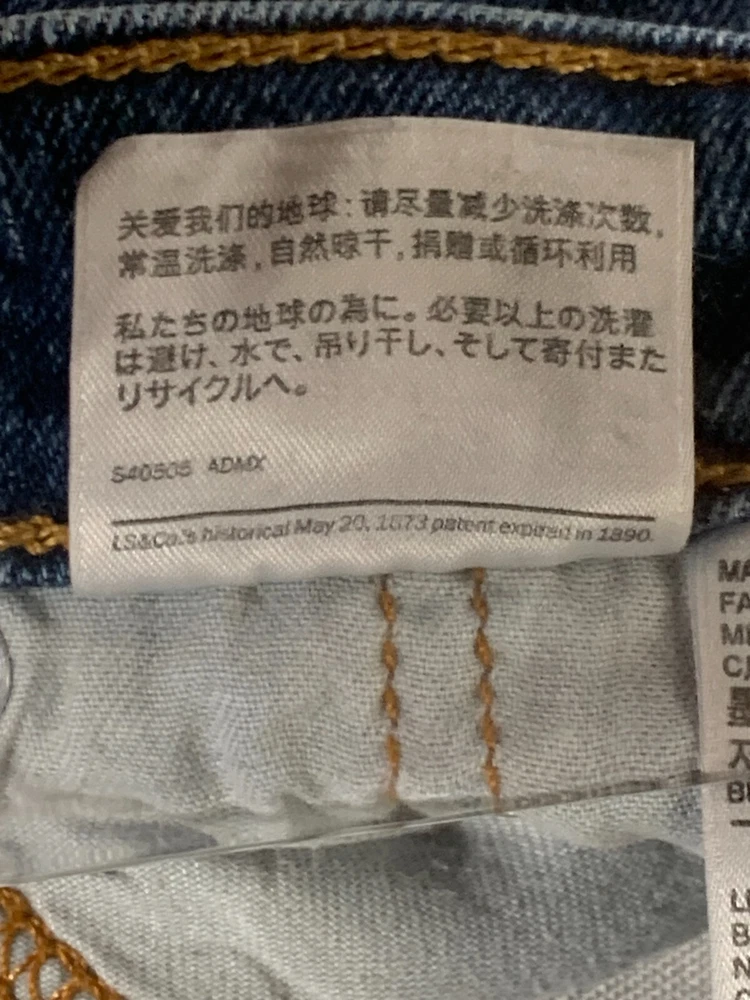 关爱我们的地球：请尽量减少洗涤次数，
常温洗涤，自然晾干，捐赠或循环利用
私たちの地球の為に。必要以上の洗濯
は避け、水で、吊り干し、そして寄付また
リサイクルへ。
S40505 ADMX
LS&Co.'s historical May 20, 1873 patent expired in 1890.
MA
FA